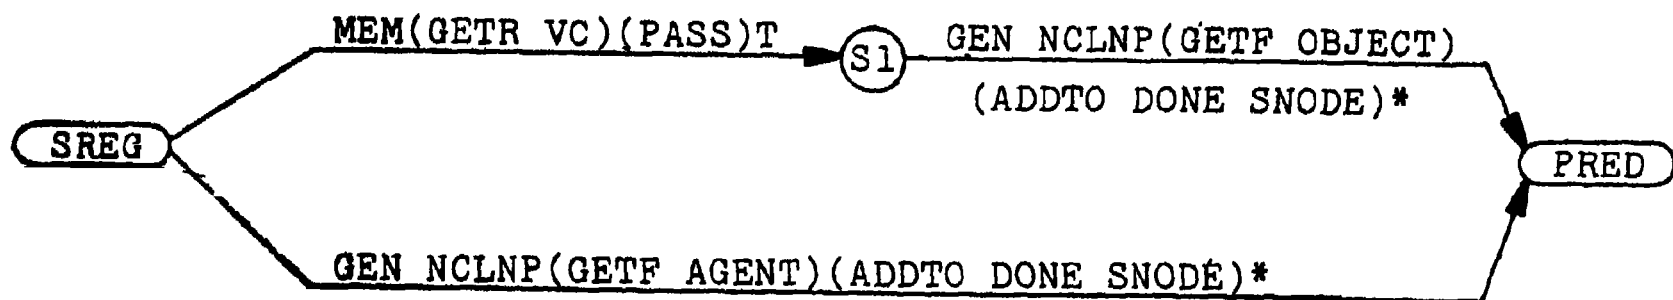 MEM(GETR VC)(PASS)T
S1
GEN NCLNP(GETF OBJECT)
(ADDTO DONE SNODE)*
SREG
PRED
GEN NCLNP(GETF AGENT)(ADDTO DONE SNODE)*